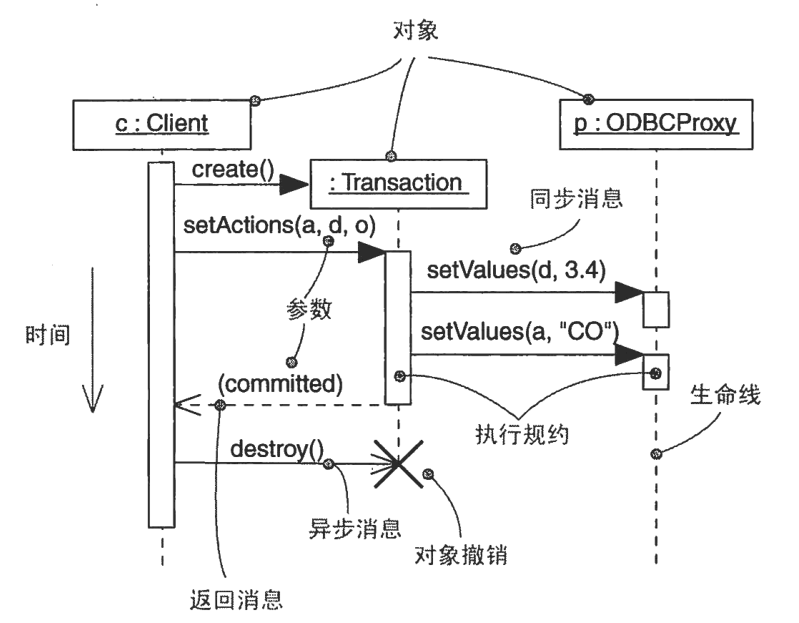 对象
c : Client
p : ODBCProxy
create()
: Transaction
同步消息
setActions(a, d, o)
setValues(d, 3.4)
参数
时间
setValues(a, "CO")
(committed)
生命线
执行规约
destroy()
异步消息
对象撤销
返回消息